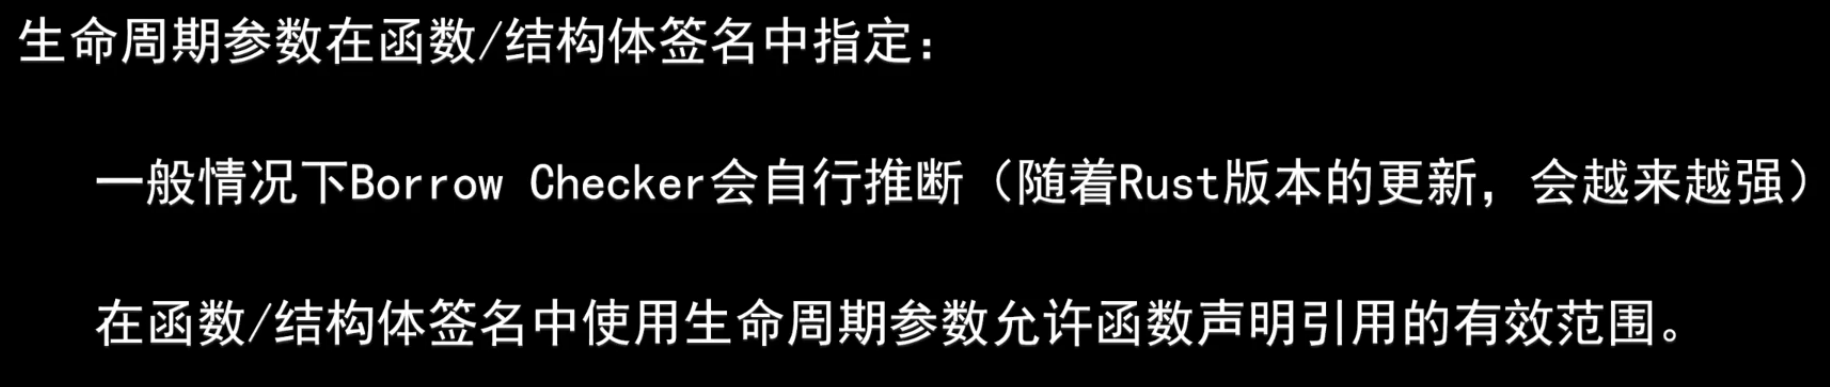 生命周期参数在函数/结构体签名中指定：
一般情况下Borrow Checker会自行推断（随着Rust版本的更新，会越来越强）
在函数/结构体签名中使用生命周期参数允许函数声明引用的有效范围。